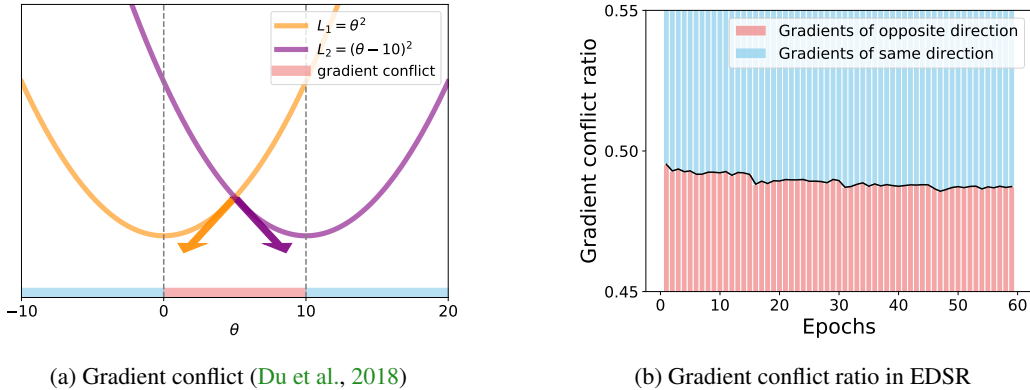 L₁ = θ²
L₂ = (θ − 10)²
gradient conflict
−10
0
10
20
θ
(a) Gradient conflict (Du et al., 2018)
0.55
0.50
0.45
Gradient conflict ratio
Gradients of opposite direction
Gradients of same direction
0
10
20
30
40
50
60
Epochs
(b) Gradient conflict ratio in EDSR